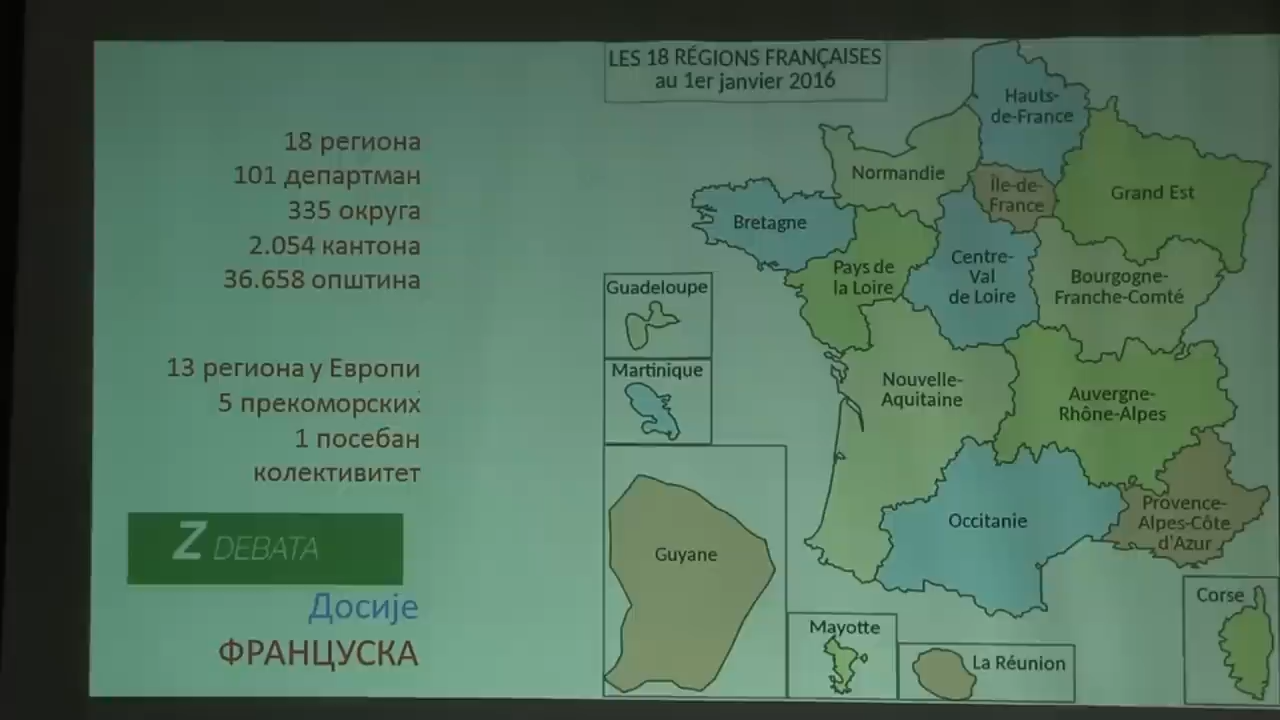 18 региона
101 департман
335 округа
2.054 кантона
36.658 општина
13 региона у Европи
5 прекоморских
1 посебан
колективитет
Z DEBATA
Досије
ФРАНЦУСКА
LES 18 RÉGIONS FRANÇAISES
au 1er janvier 2016
Hauts-
de-France
Normandie
Île-de-
France
Grand Est
Bretagne
Pays de
la Loire
Centre-
Val
de Loire
Bourgogne-
Franche-Comté
Guadeloupe
Martinique
Nouvelle-
Aquitaine
Auvergne-
Rhône-Alpes
Occitanie
Provence-
Alpes-Côte
d'Azur
Guyane
Corse
Mayotte
La Réunion